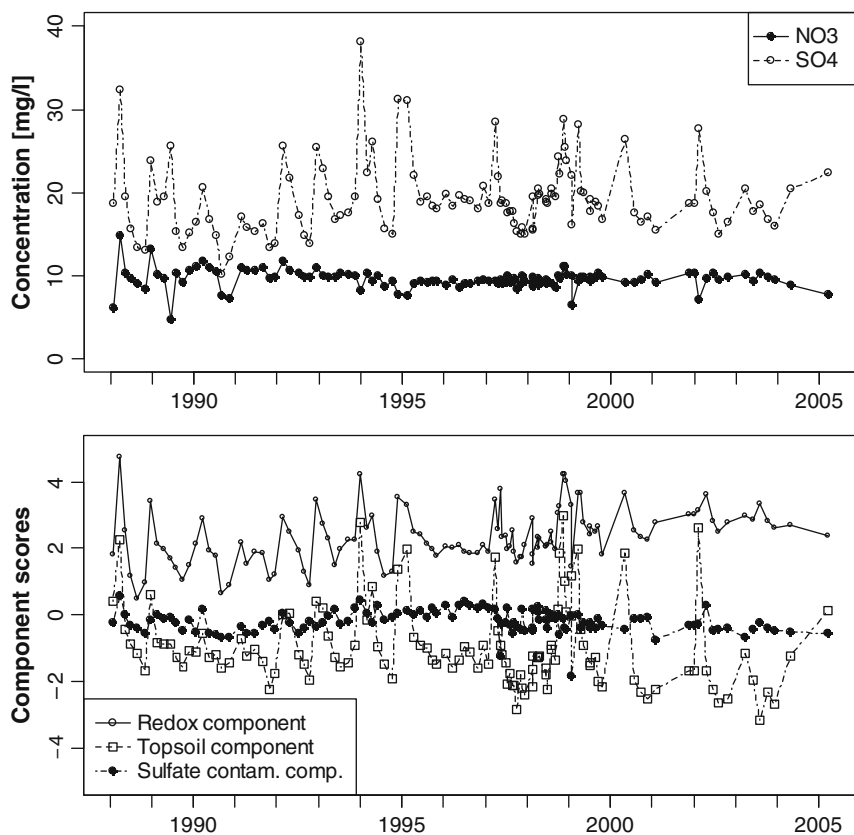 Concentration [mg/l]
40
30
20
10
0
NO3
SO4
1990
1995
2000
2005
Component scores
4
2
0
−2
−4
Redox component
Topsoil component
Sulfate contam. comp.
1990
1995
2000
2005